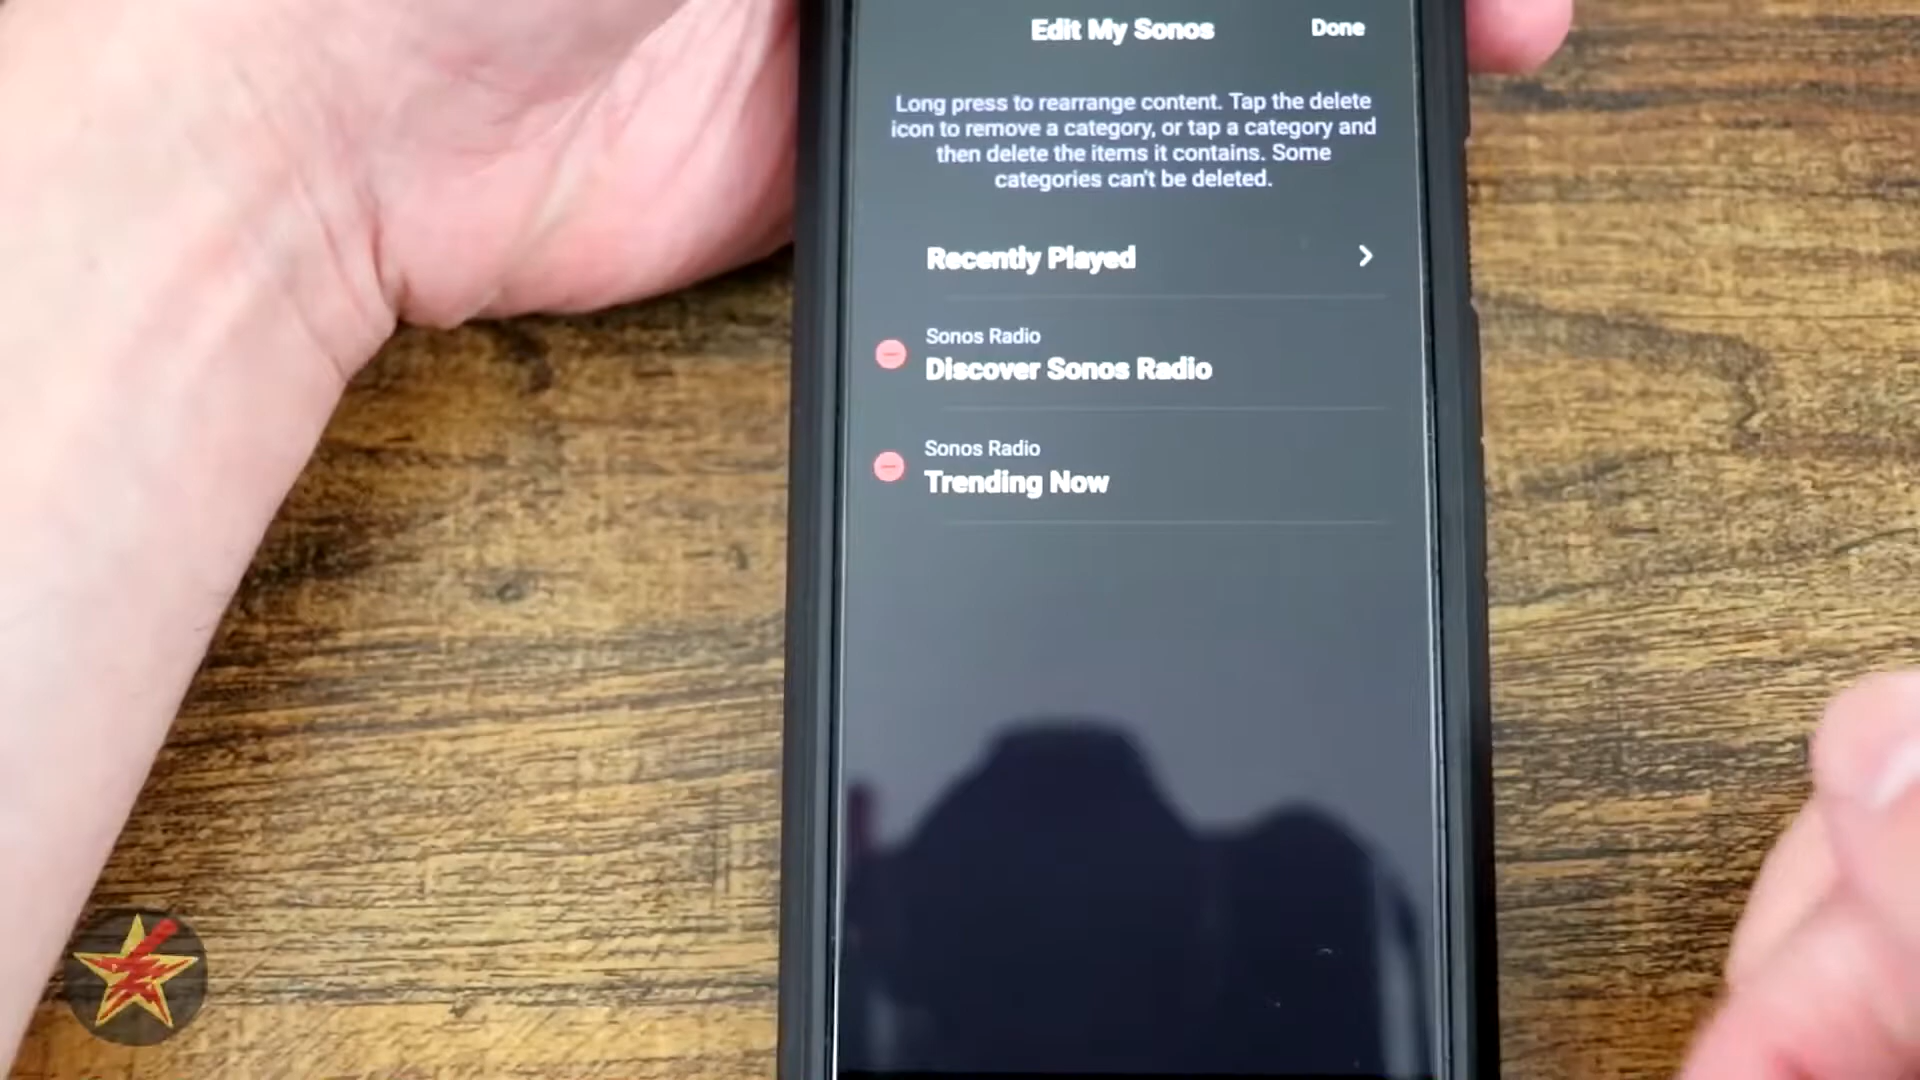 Edit My Sonos
Done
Long press to rearrange content. Tap the delete
icon to remove a category, or tap a category and
then delete the items it contains. Some
categories can't be deleted.
Recently Played
Sonos Radio
Discover Sonos Radio
Sonos Radio
Trending Now